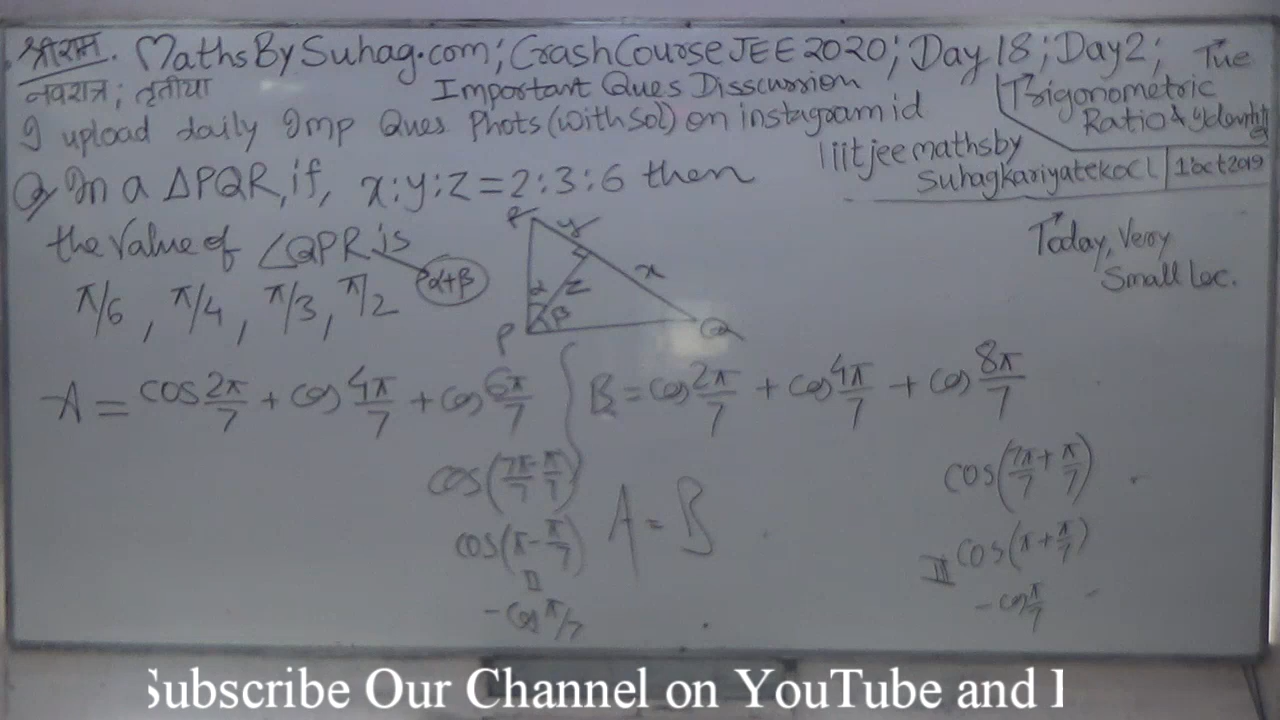 श्रीराम. MathsBySuhag.com; CrashCourse JEE 2020; Day 18; Day2; Tue
नवरात्र; तृतीया Important Ques Disscussion
Trigonometric
Ratio &
I upload daily Imp Ques Phots (with Sol) on instagram id
iitjeemathsby
suhagkariyatekocl 1 oct 2019
Q In a ΔPQR, if, x:y:z = 2:3:6 then
the value of ∠QPR is
α+β
π/6, π/4, π/3, π/2
R y x
α z
β
P Q
Today, Very
Small Lec.
A = cos 2π/7 + cos 4π/7 + cos 6π/7
B = cos 2π/7 + cos 4π/7 + cos 8π/7
cos(7π/7 - π/7)
cos(π - π/7)
II
- cos π/7
A = B
cos(7π/7 + π/7)
III cos(π + π/7)
- cos π/7
Subscribe Our Channel on YouTube and